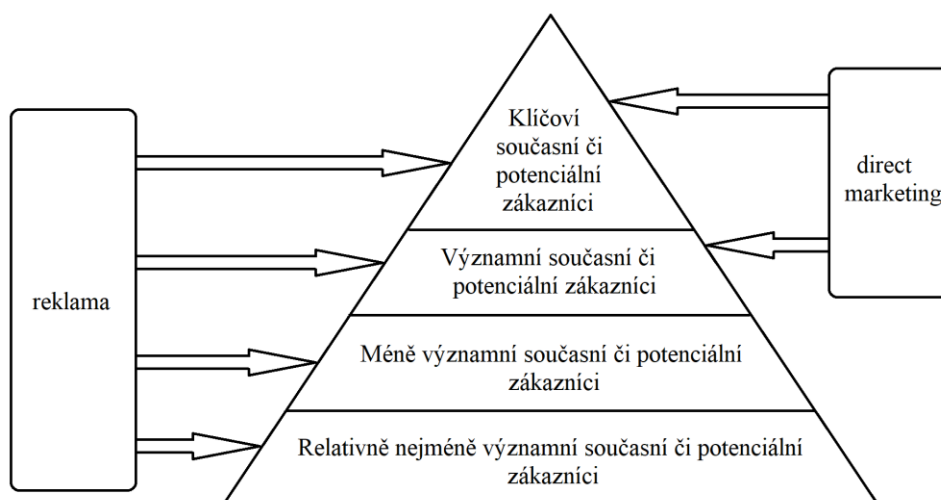 Klíčoví
současní či
potenciální
zákazníci
direct
marketing
Významní současní či
potenciální zákazníci
reklama
Méně významní současní či potenciální
zákazníci
Relativně nejméně významní současní či potenciální
zákazníci